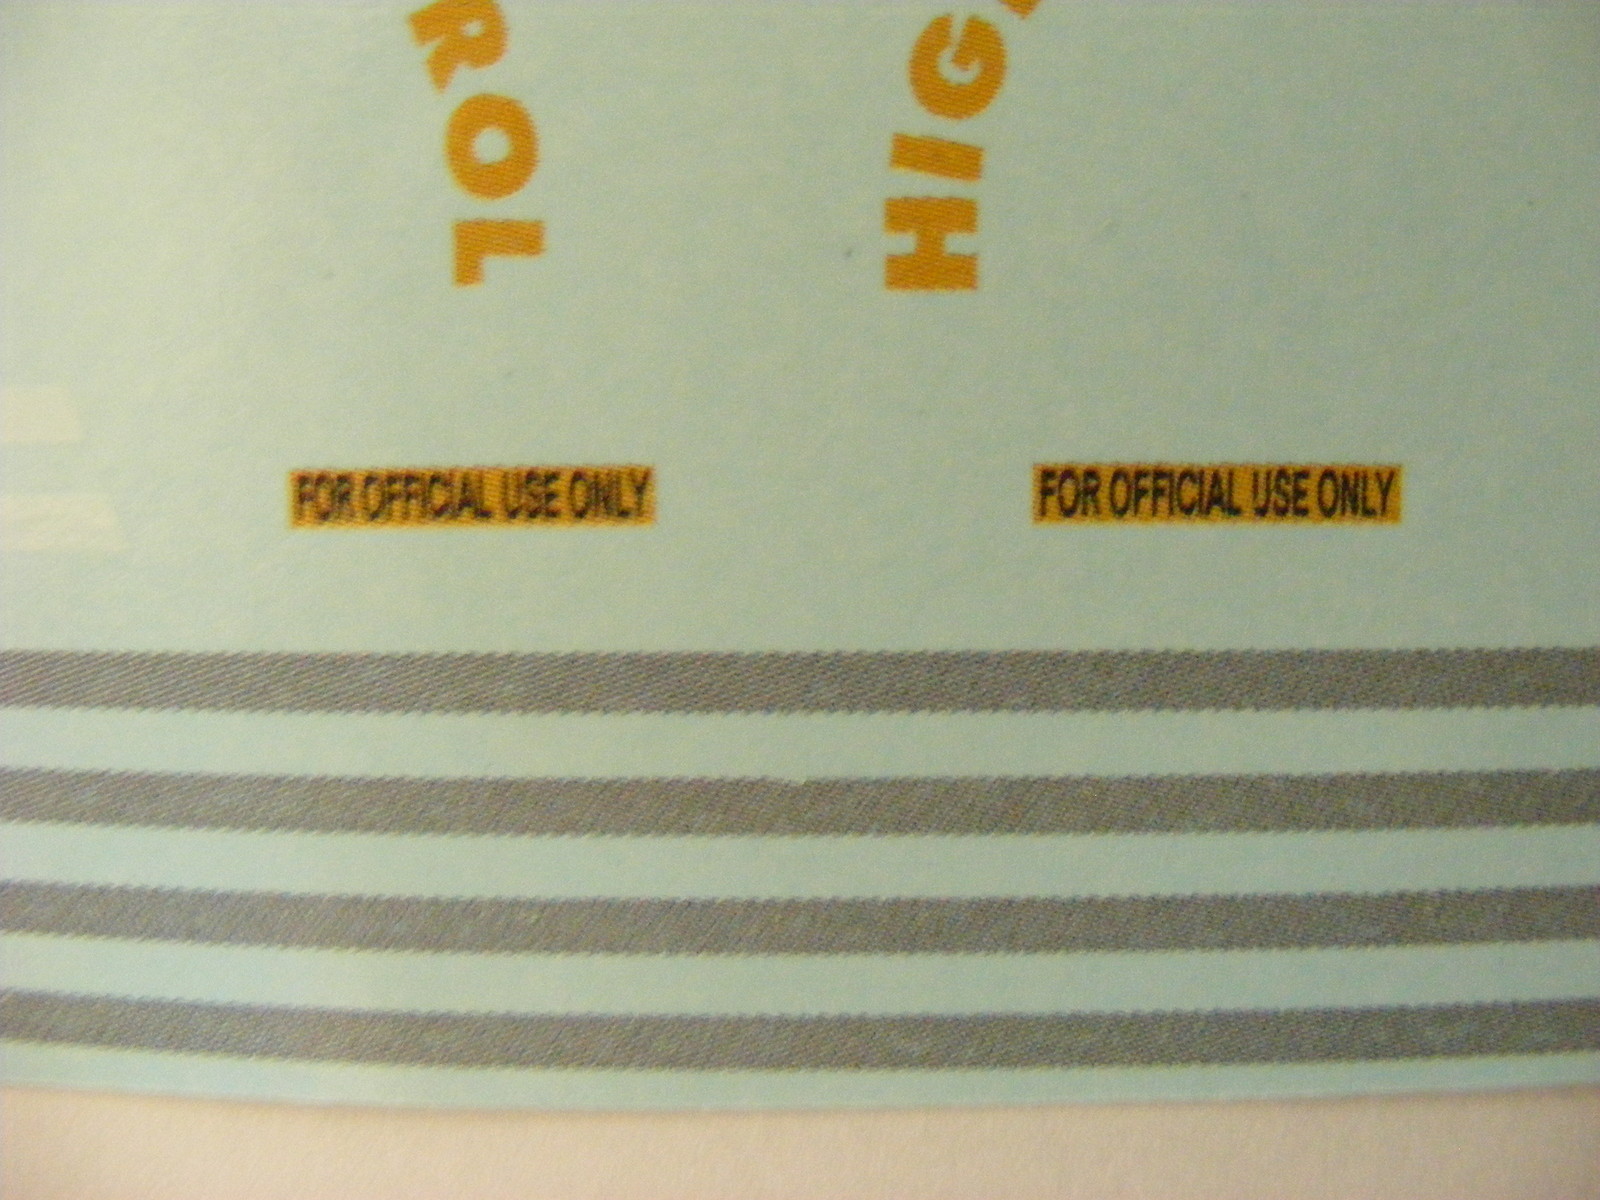 ROL
HIG
FOR OFFICIAL USE ONLY
FOR OFFICIAL USE ONLY